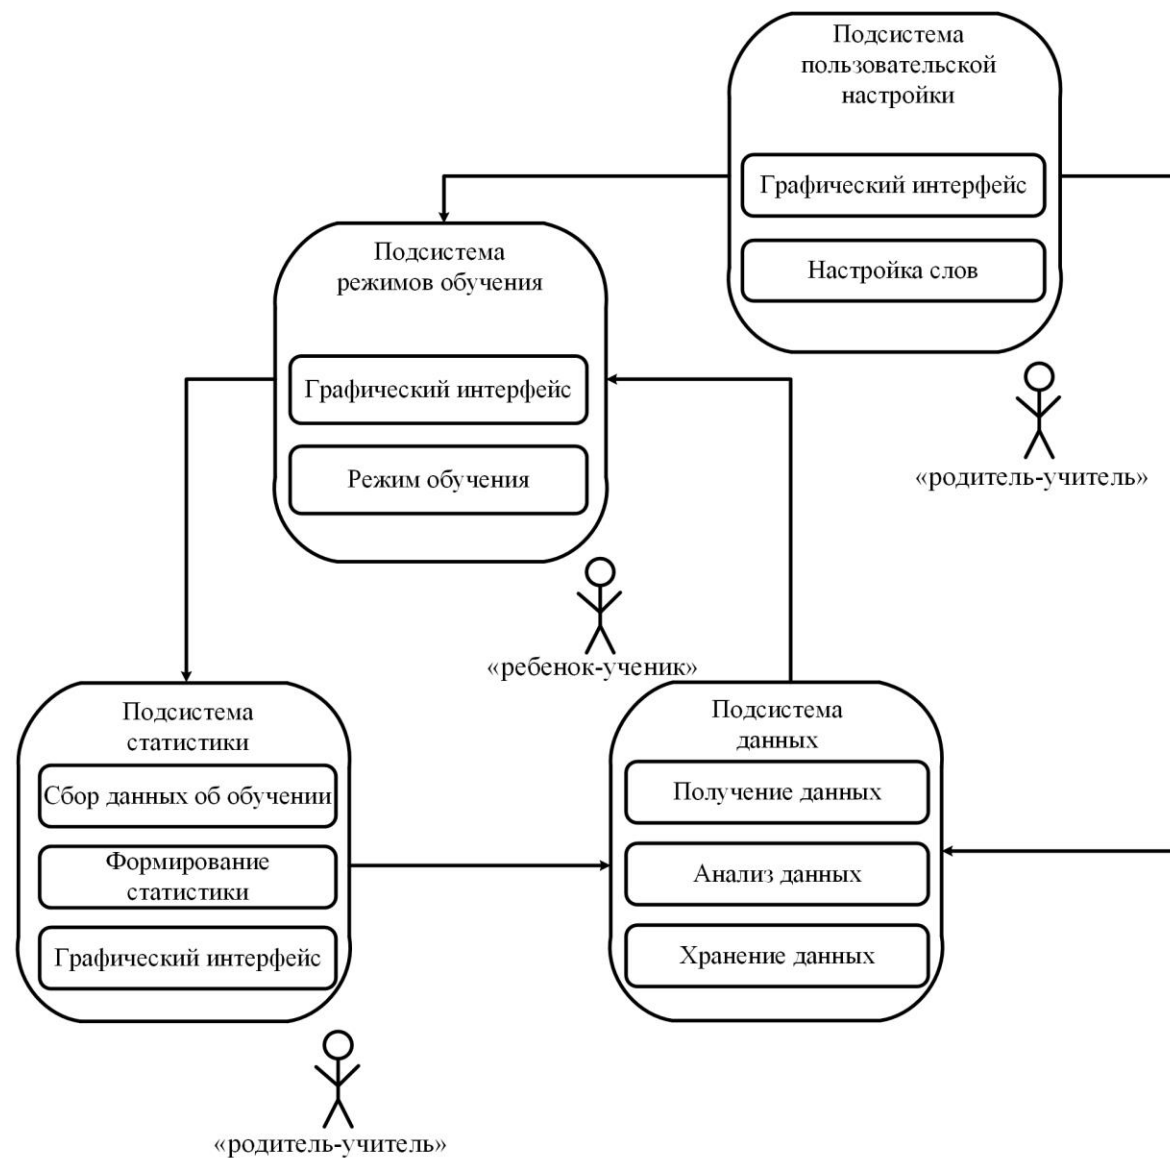 Подсистема
пользовательской
настройки
Графический интерфейс
Настройка слов
«родитель-учитель»
Подсистема
режимов обучения
Графический интерфейс
Режим обучения
«ребенок-ученик»
Подсистема
статистики
Сбор данных об обучении
Формирование
статистики
Графический интерфейс
«родитель-учитель»
Подсистема
данных
Получение данных
Анализ данных
Хранение данных